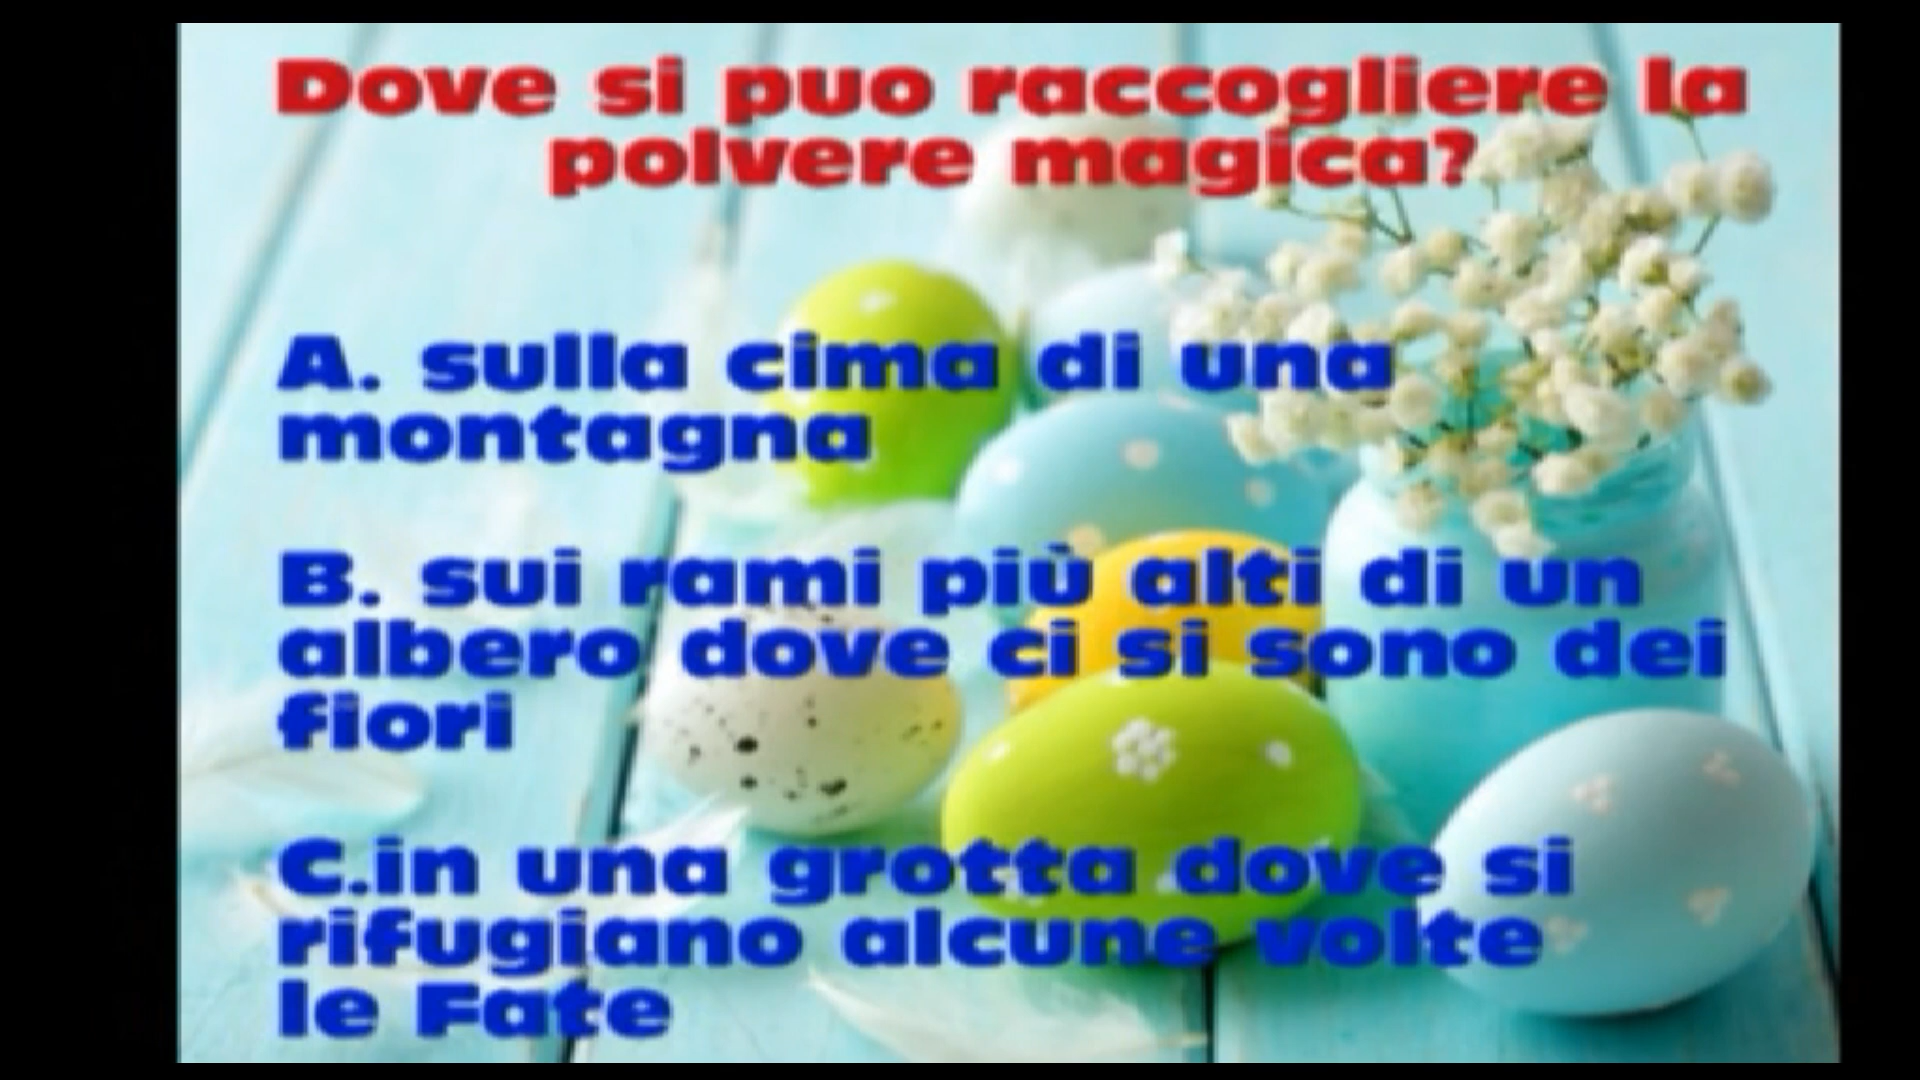 Dove si puo raccogliere la
polvere magica?
A. sulla cima di una
montagna
B. sui rami più alti di un
albero dove ci si sono dei
fiori
C.in una grotta dove si
rifugiano alcune volte
le Fate